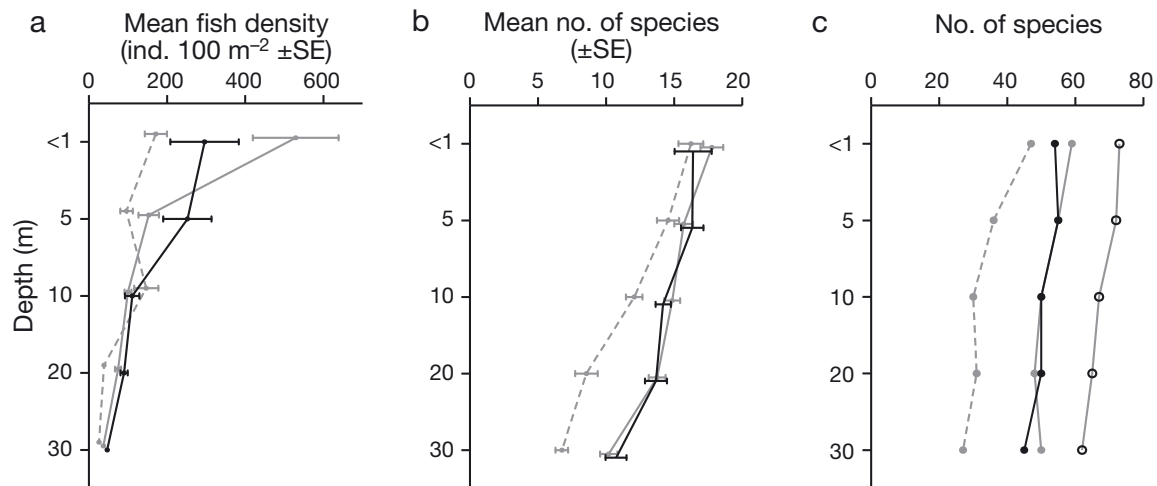 a
Mean fish density
(ind. 100 m⁻² ±SE)
0 200 400 600
Depth (m)
<1
5
10
20
30
b
Mean no. of species
(±SE)
0 5 10 15 20
<1
5
10
20
30
c
No. of species
0 20 40 60 80
<1
5
10
20
30